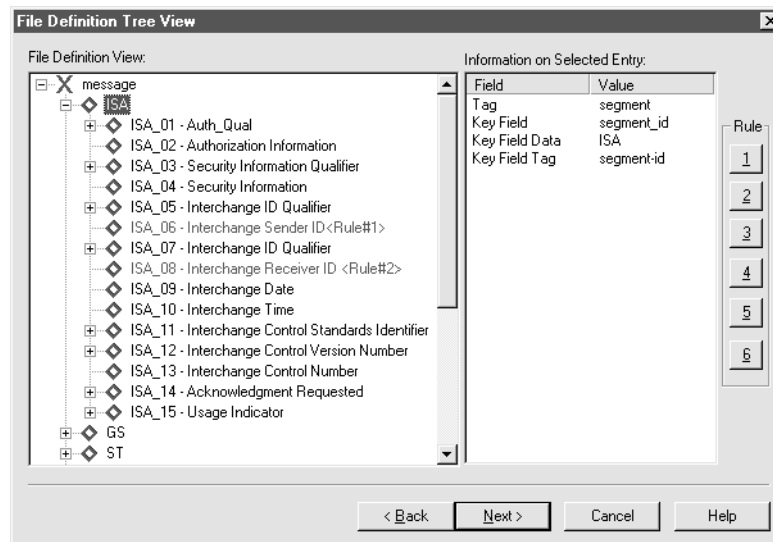 File Definition Tree View
File Definition View:
message
ISA
ISA_01 - Auth_Qual
ISA_02 - Authorization Information
ISA_03 - Security Information Qualifier
ISA_04 - Security Information
ISA_05 - Interchange ID Qualifier
ISA_06 - Interchange Sender ID<Rule#1>
ISA_07 - Interchange ID Qualifier
ISA_08 - Interchange Receiver ID <Rule#2>
ISA_09 - Interchange Date
ISA_10 - Interchange Time
ISA_11 - Interchange Control Standards Identifier
ISA_12 - Interchange Control Version Number
ISA_13 - Interchange Control Number
ISA_14 - Acknowledgment Requested
ISA_15 - Usage Indicator
GS
ST
Information on Selected Entry:
Field Value
Tag segment
Key Field segment_id
Key Field Data ISA
Key Field Tag segment-id
Rule
1
2
3
4
5
6
< Back Next > Cancel Help